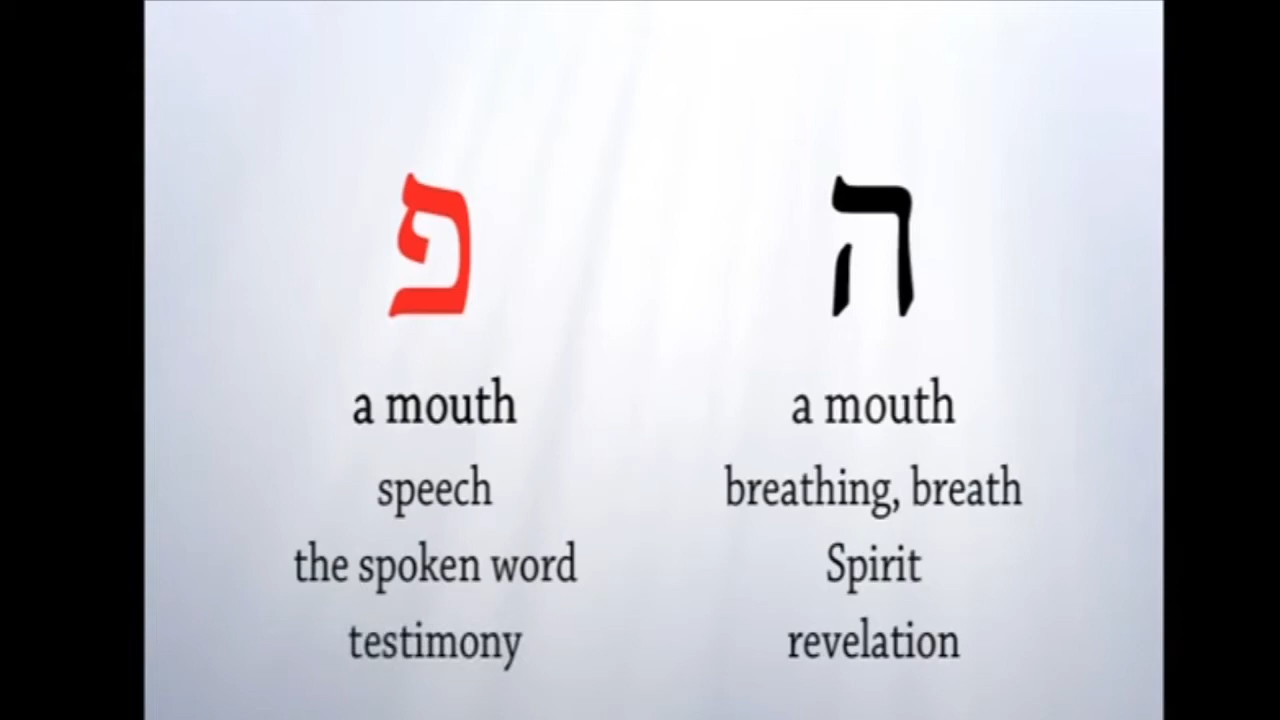 פ ה
a mouth a mouth
speech breathing, breath
the spoken word Spirit
testimony revelation